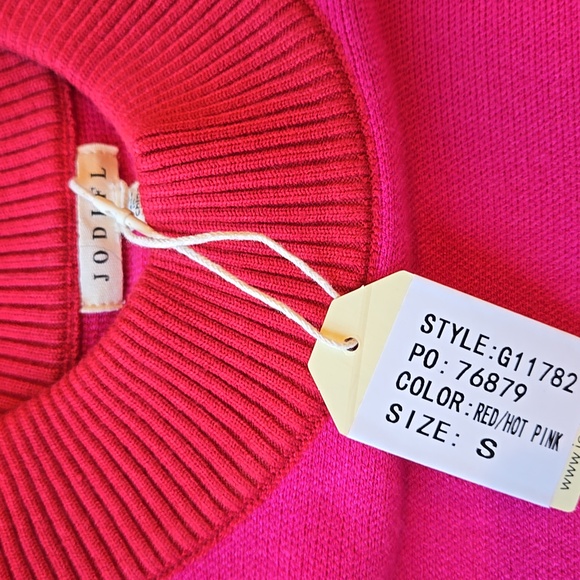 JODIFL
STYLE:G11782
PO: 76879
COLOR:RED/HOT PINK
SIZE: S